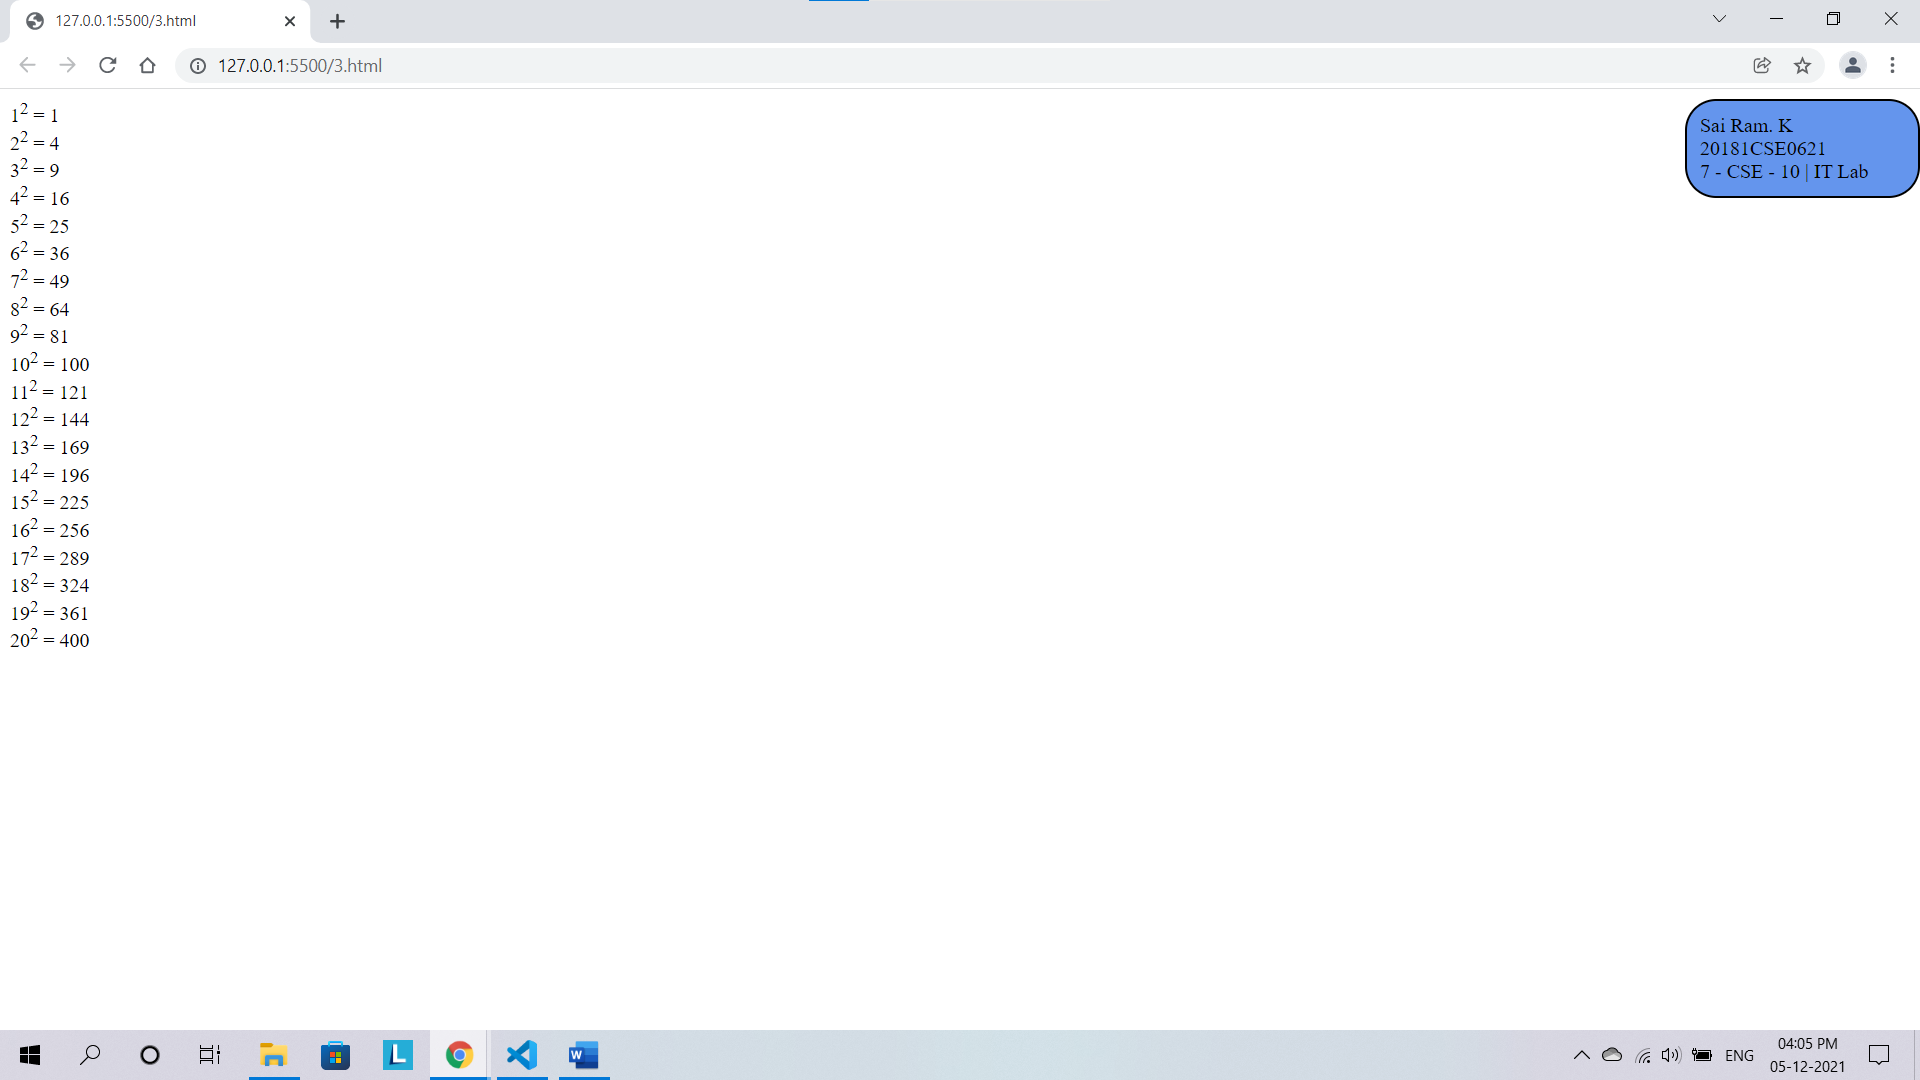 127.0.0.1:5500/3.html
127.0.0.1:5500/3.html
1² = 1
2² = 4
3² = 9
4² = 16
5² = 25
6² = 36
7² = 49
8² = 64
9² = 81
10² = 100
11² = 121
12² = 144
13² = 169
14² = 196
15² = 225
16² = 256
17² = 289
18² = 324
19² = 361
20² = 400
Sai Ram. K
20181CSE0621
7 - CSE - 10 | IT Lab
L
W
ENG
04:05 PM
05-12-2021